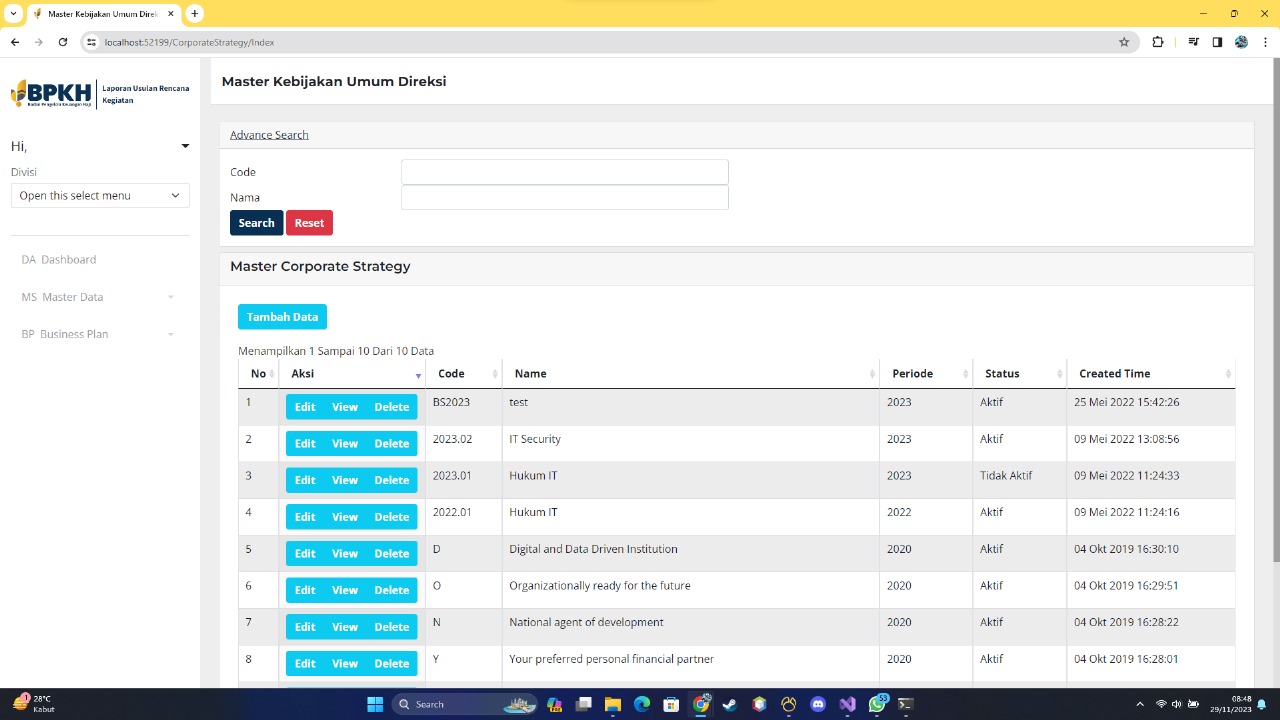 Master Kebijakan Umum Direk
localhost:52199/CorporateStrategy/Index
BPKH
Badan Pengelola Keuangan Haji
Laporan Usulan Rencana
Kegiatan
Hi,
Divisi
Open this select menu
DA Dashboard
MS Master Data
BP Business Plan
Master Kebijakan Umum Direksi
Advance Search
Code
Nama
Search Reset
Master Corporate Strategy
Tambah Data
Menampilkan 1 Sampai 10 Dari 10 Data
No Aksi Code Name Periode Status Created Time
1 Edit View Delete BS2023 test 2023 Aktif 25 Mei 2022 15:42:26
2 Edit View Delete 2023.02 IT Security 2023 Aktif 09 Mei 2022 13:08:56
3 Edit View Delete 2023.01 Hukum IT 2023 Tidak Aktif 09 Mei 2022 11:24:33
4 Edit View Delete 2022.01 Hukum IT 2022 Aktif 09 Mei 2022 11:24:16
5 Edit View Delete D Digital and Data Driven Institution 2020 Aktif 04 Okt 2019 16:30:10
6 Edit View Delete O Organizationally ready for the future 2020 Aktif 04 Okt 2019 16:29:51
7 Edit View Delete N National agent of development 2020 Aktif 04 Okt 2019 16:28:22
8 Edit View Delete Y Your preferred personal financial partner 2020 Aktif 04 Okt 2019 16:28:01
1 28°C
Kabut
Search
53
08:48
29/11/2023